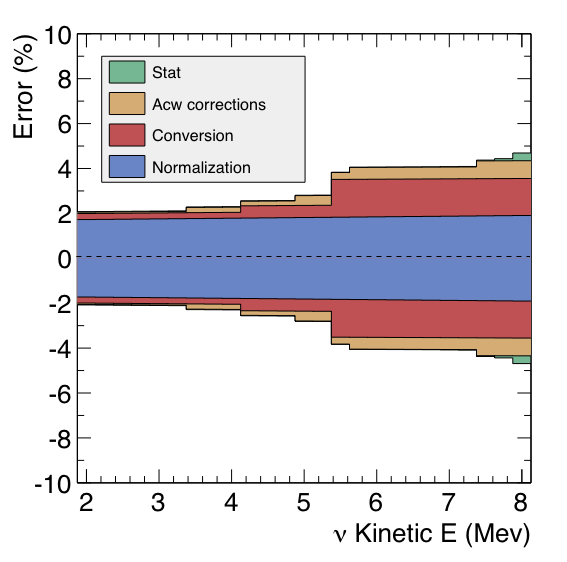 Error (%)
10
8
6
4
2
0
-2
-4
-6
-8
-10
Stat
Acw corrections
Conversion
Normalization
2 3 4 5 6 7 8
ν Kinetic E (Mev)